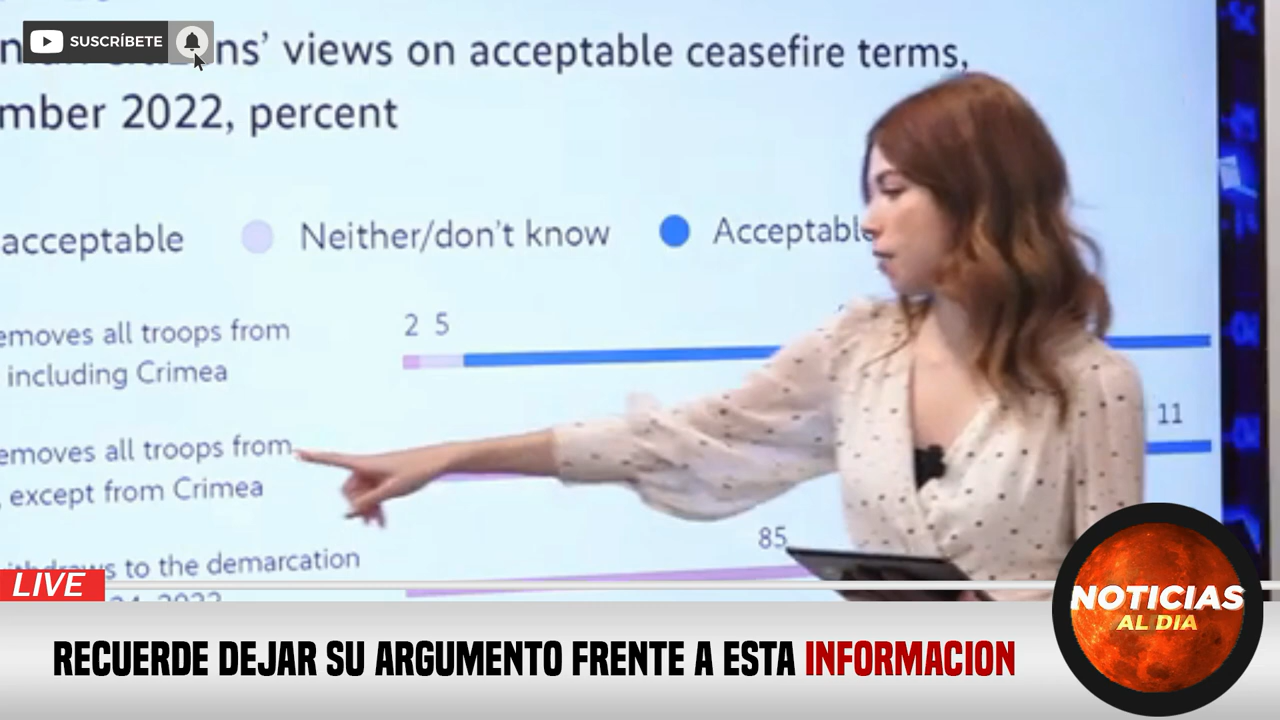 SUSCRÍBETE
ns' views on acceptable ceasefire terms,
mber 2022, percent
acceptable
Neither/don't know
Acceptable
emoves all troops from
2 5
including Crimea
11
emoves all troops from
, except from Crimea
85
s to the demarcation
LIVE
NOTICIAS
AL DIA
RECUERDE DEJAR SU ARGUMENTO FRENTE A ESTA INFORMACION